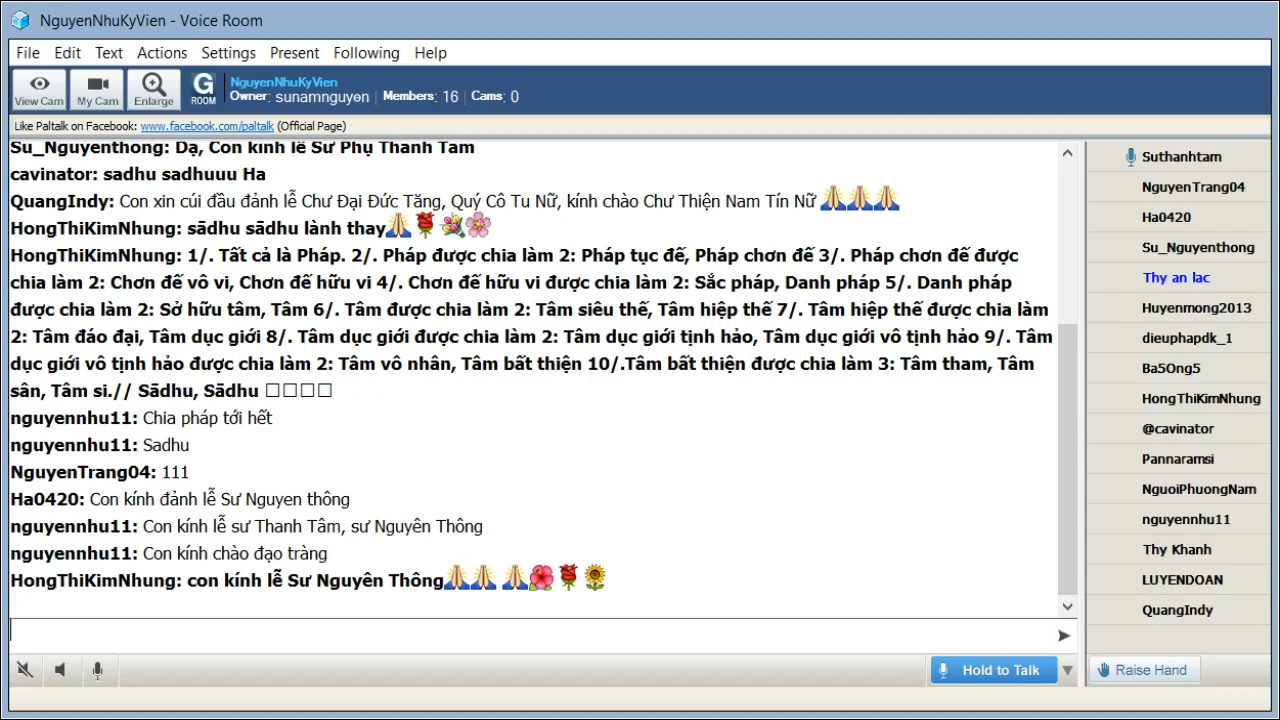 NguyenNhuKyVien - Voice Room
File Edit Text Actions Settings Present Following Help
View Cam My Cam Enlarge G ROOM
NguyenNhuKyVien
Owner: sunamnguyen | Members: 16 | Cams: 0
Like Paltalk on Facebook: www.facebook.com/paltalk (Official Page)
Su_Nguyenthong: Dạ, Con kính lễ Sư Phụ Thanh Tâm
cavinator: sadhu sadhuuu Ha
QuangIndy: Con xin cúi đầu đảnh lễ Chư Đại Đức Tăng, Quý Cô Tu Nữ, kính chào Chư Thiện Nam Tín Nữ
HongThiKimNhung: sādhu sādhu lành thay
HongThiKimNhung: 1/. Tất cả là Pháp. 2/. Pháp được chia làm 2: Pháp tục đế, Pháp chơn đế 3/. Pháp chơn đế được
chia làm 2: Chơn đế vô vi, Chơn đế hữu vi 4/. Chơn đế hữu vi được chia làm 2: Sắc pháp, Danh pháp 5/. Danh pháp
được chia làm 2: Sở hữu tâm, Tâm 6/. Tâm được chia làm 2: Tâm siêu thế, Tâm hiệp thế 7/. Tâm hiệp thế được chia làm
2: Tâm đáo đại, Tâm dục giới 8/. Tâm dục giới được chia làm 2: Tâm dục giới tịnh hảo, Tâm dục giới vô tịnh hảo 9/. Tâm
dục giới vô tịnh hảo được chia làm 2: Tâm vô nhân, Tâm bất thiện 10/.Tâm bất thiện được chia làm 3: Tâm tham, Tâm
sân, Tâm si.// Sādhu, Sādhu □□□□
nguyennhu11: Chia pháp tới hết
nguyennhu11: Sadhu
NguyenTrang04: 111
Ha0420: Con kính đảnh lễ Sư Nguyen thông
nguyennhu11: Con kính lễ sư Thanh Tâm, sư Nguyên Thông
nguyennhu11: Con kính chào đạo tràng
HongThiKimNhung: con kính lễ Sư Nguyên Thông
Hold to Talk
Suthanhtam
NguyenTrang04
Ha0420
Su_Nguyenthong
Thy an lac
Huyenmong2013
dieuphapdk_1
Ba5Ong5
HongThiKimNhung
@cavinator
Pannaramsi
NguoiPhuongNam
nguyennhu11
Thy Khanh
LUYENDOAN
QuangIndy
Raise Hand